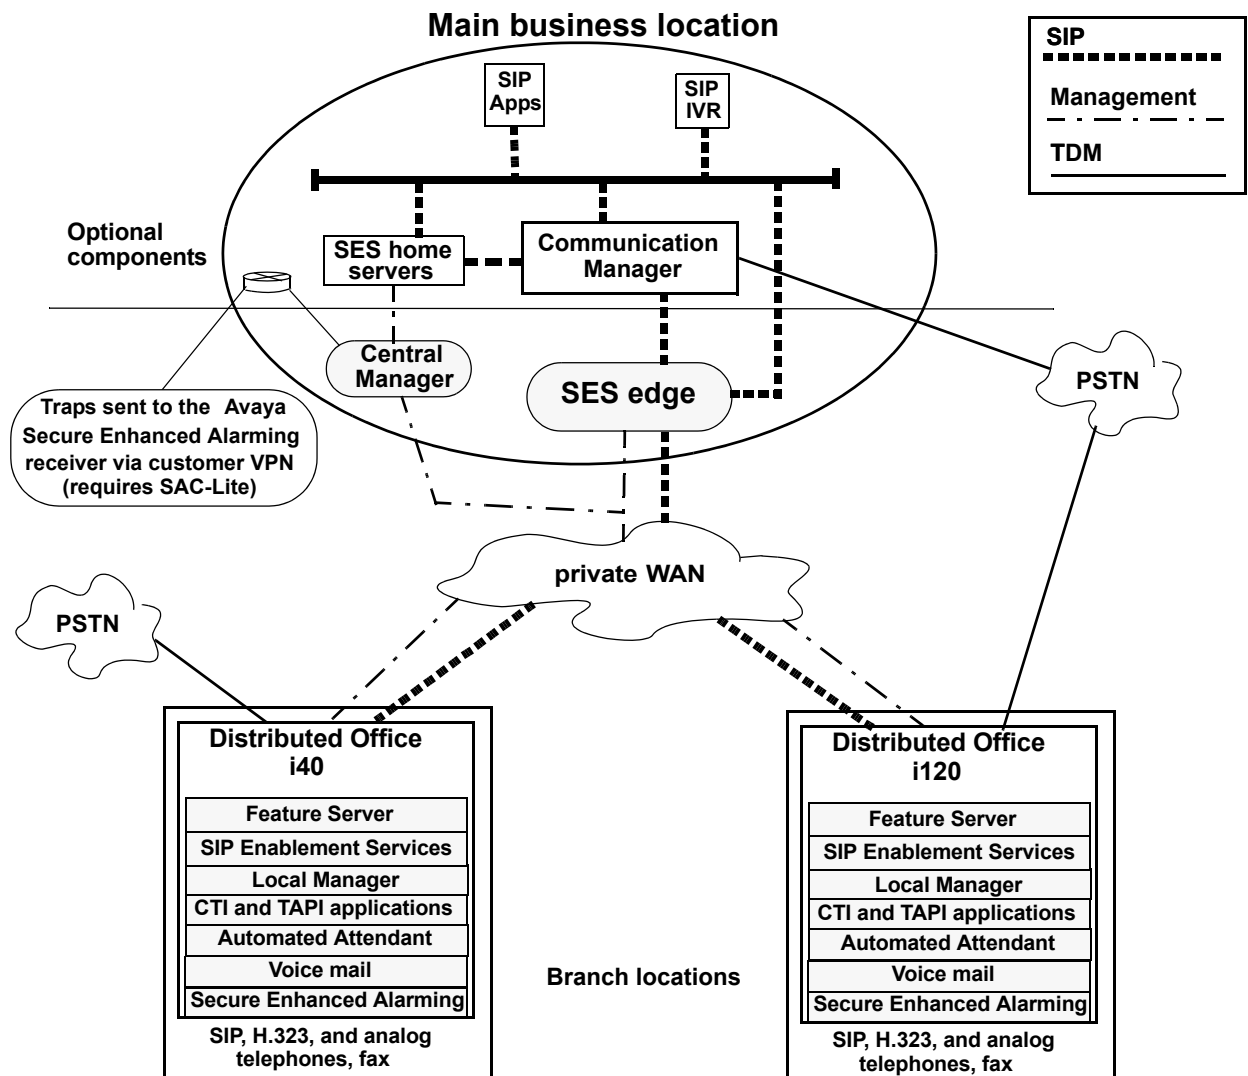 Main business location
SIP
Management
TDM
SIP
Apps
SIP
IVR
Optional
components
SES home
servers
Communication
Manager
Central
Manager
SES edge
PSTN
Traps sent to the Avaya
Secure Enhanced Alarming
receiver via customer VPN
(requires SAC-Lite)
private WAN
PSTN
Distributed Office
i40
Feature Server
SIP Enablement Services
Local Manager
CTI and TAPI applications
Automated Attendant
Voice mail
Secure Enhanced Alarming
SIP, H.323, and analog
telephones, fax
Branch locations
Distributed Office
i120
Feature Server
SIP Enablement Services
Local Manager
CTI and TAPI applications
Automated Attendant
Voice mail
Secure Enhanced Alarming
SIP, H.323, and analog
telephones, fax